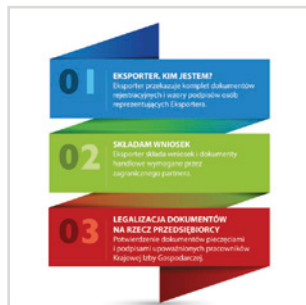 01
EKSPORTER. KIM JESTEM?
Eksporter przekazuje komplet dokumentów
rejestracyjnych i wzory podpisów osób
reprezentujących Eksportera.
02
SKŁADAM WNIOSEK
Eksporter składa wniosek i dokumenty
handlowe wymagane przez
zagranicznego partnera.
03
LEGALIZACJA DOKUMENTÓW
NA RZECZ PRZEDSIĘBIORCY
Potwierdzenie dokumentów pieczęciami
i podpisami upoważnionych pracowników
Krajowej Izby Gospodarczej.